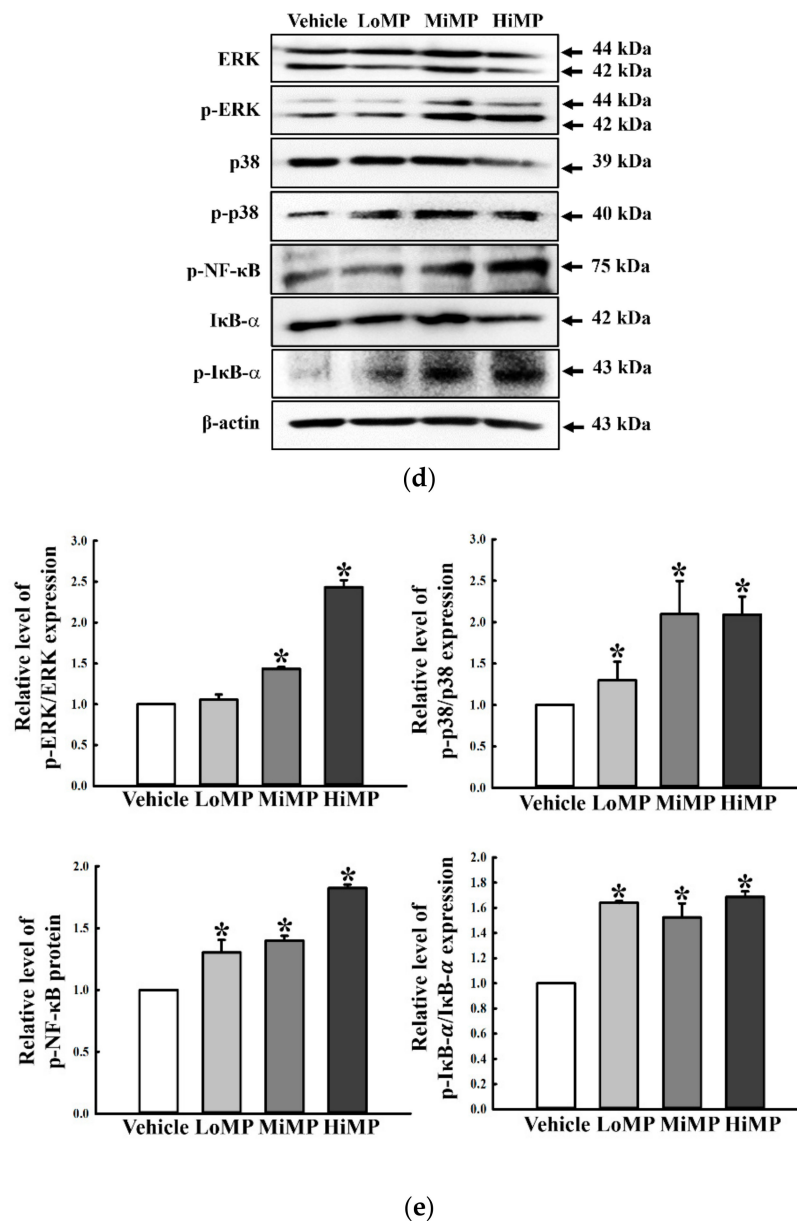 Vehicle LoMP MiMP HiMP
ERK
44 kDa
42 kDa
p-ERK
44 kDa
42 kDa
p38
39 kDa
p-p38
40 kDa
p-NF-κB
75 kDa
IκB-α
42 kDa
p-IκB-α
43 kDa
β-actin
43 kDa
(d)
Relative level of
p-ERK/ERK expression
3.0
2.5
2.0
1.5
1.0
0.5
0.0
*
*
Vehicle LoMP MiMP HiMP
Relative level of
p-p38/p38 expression
3.0
2.5
2.0
1.5
1.0
0.5
0.0
*
*
*
Vehicle LoMP MiMP HiMP
Relative level of
p-NF-κB protein
2.0
1.5
1.0
0.5
0.0
*
*
*
Vehicle LoMP MiMP HiMP
Relative level of
p-IκB-α/IκB-α expression
2.0
1.8
1.6
1.4
1.2
1.0
0.8
0.6
0.4
0.2
0.0
*
*
*
Vehicle LoMP MiMP HiMP
(e)